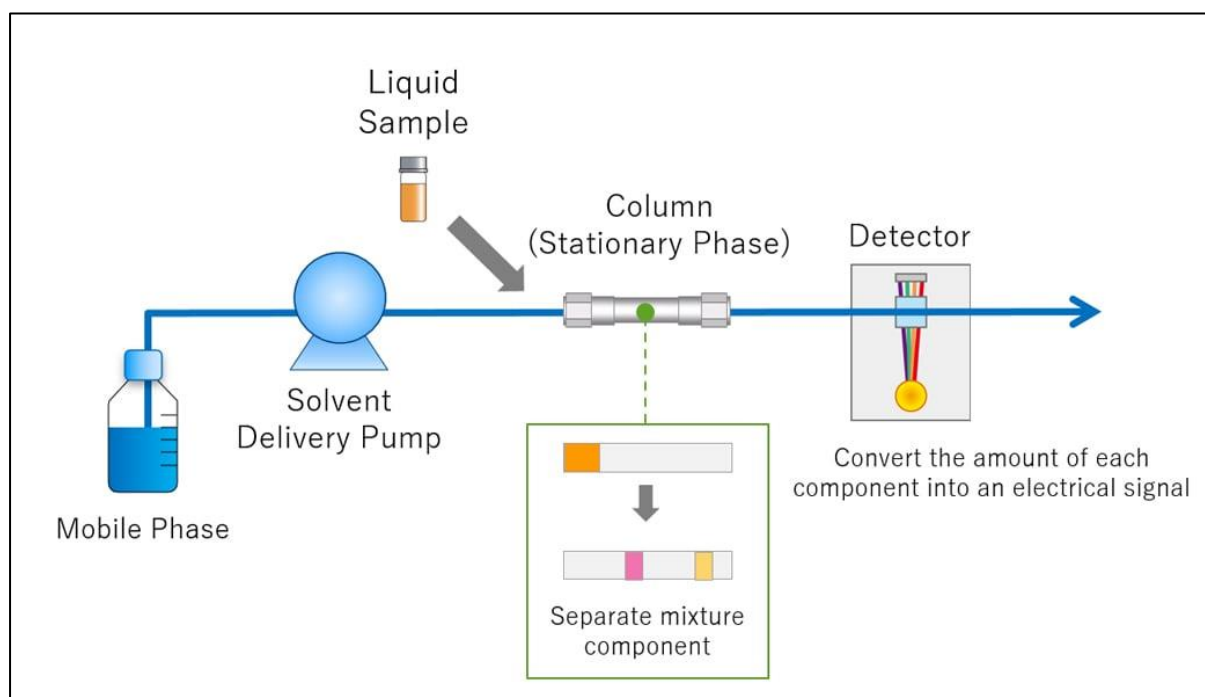 Liquid
Sample
Column
(Stationary Phase)
Detector
Solvent
Delivery Pump
Mobile Phase
Convert the amount of each
component into an electrical signal
Separate mixture
component